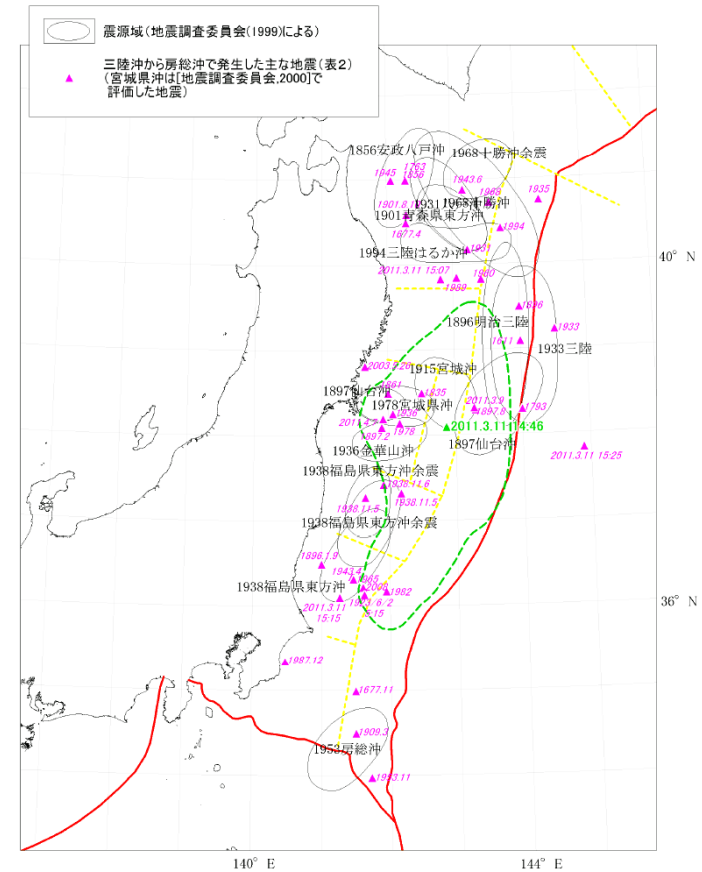 震源域(地震調査委員会(1999)による)
三陸沖から房総沖で発生した主な地震(表2)
(宮城県沖は[地震調査委員会,2000]で
評価した地震)
1856安政八戸沖
1968十勝沖余震
1763
1856
1945
1943.6
1968
1935
1968十勝沖
1901青森県東方沖
1677.4
1994
1931
1994三陸はるか沖
40° N
2011.3.11 15:07
1989
1960
1896
1896明治三陸
1933
1611
1933三陸
2003.5.26
1915宮城沖
1897仙台沖
1861
1835
1978宮城県沖
2011.3.9
1897.8
1793
1936
1978
2011.3.11 14:46
1897.2
1897仙台沖
1936金華山沖
2011.3.11 15:25
1938福島県東方沖余震
1938.11.6
1938.11.5
1938.11.5
1938福島県東方沖余震
1896.1.9
1943.4
1965
1938福島県東方沖
2008
1982
36° N
2011.3.11
15:15
1987.12
1677.11
1909.3
1953房総沖
1953.11
140° E
144° E